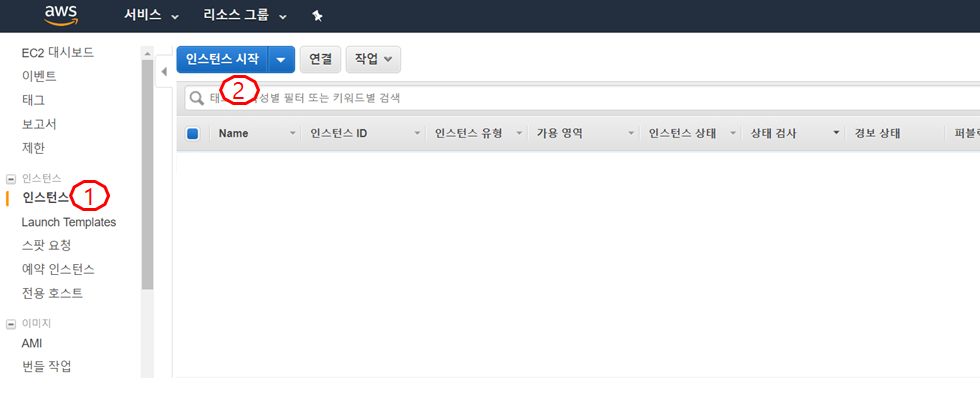 aws 서비스 리소스 그룹
EC2 대시보드
이벤트
태그
보고서
제한
인스턴스
인스턴스 1
Launch Templates
스팟 요청
예약 인스턴스
전용 호스트
이미지
AMI
번들 작업
인스턴스 시작 연결 작업
2
성별 필터 또는 키워드별 검색
Name 인스턴스 ID 인스턴스 유형 가용 영역 인스턴스 상태 상태 검사 경보 상태